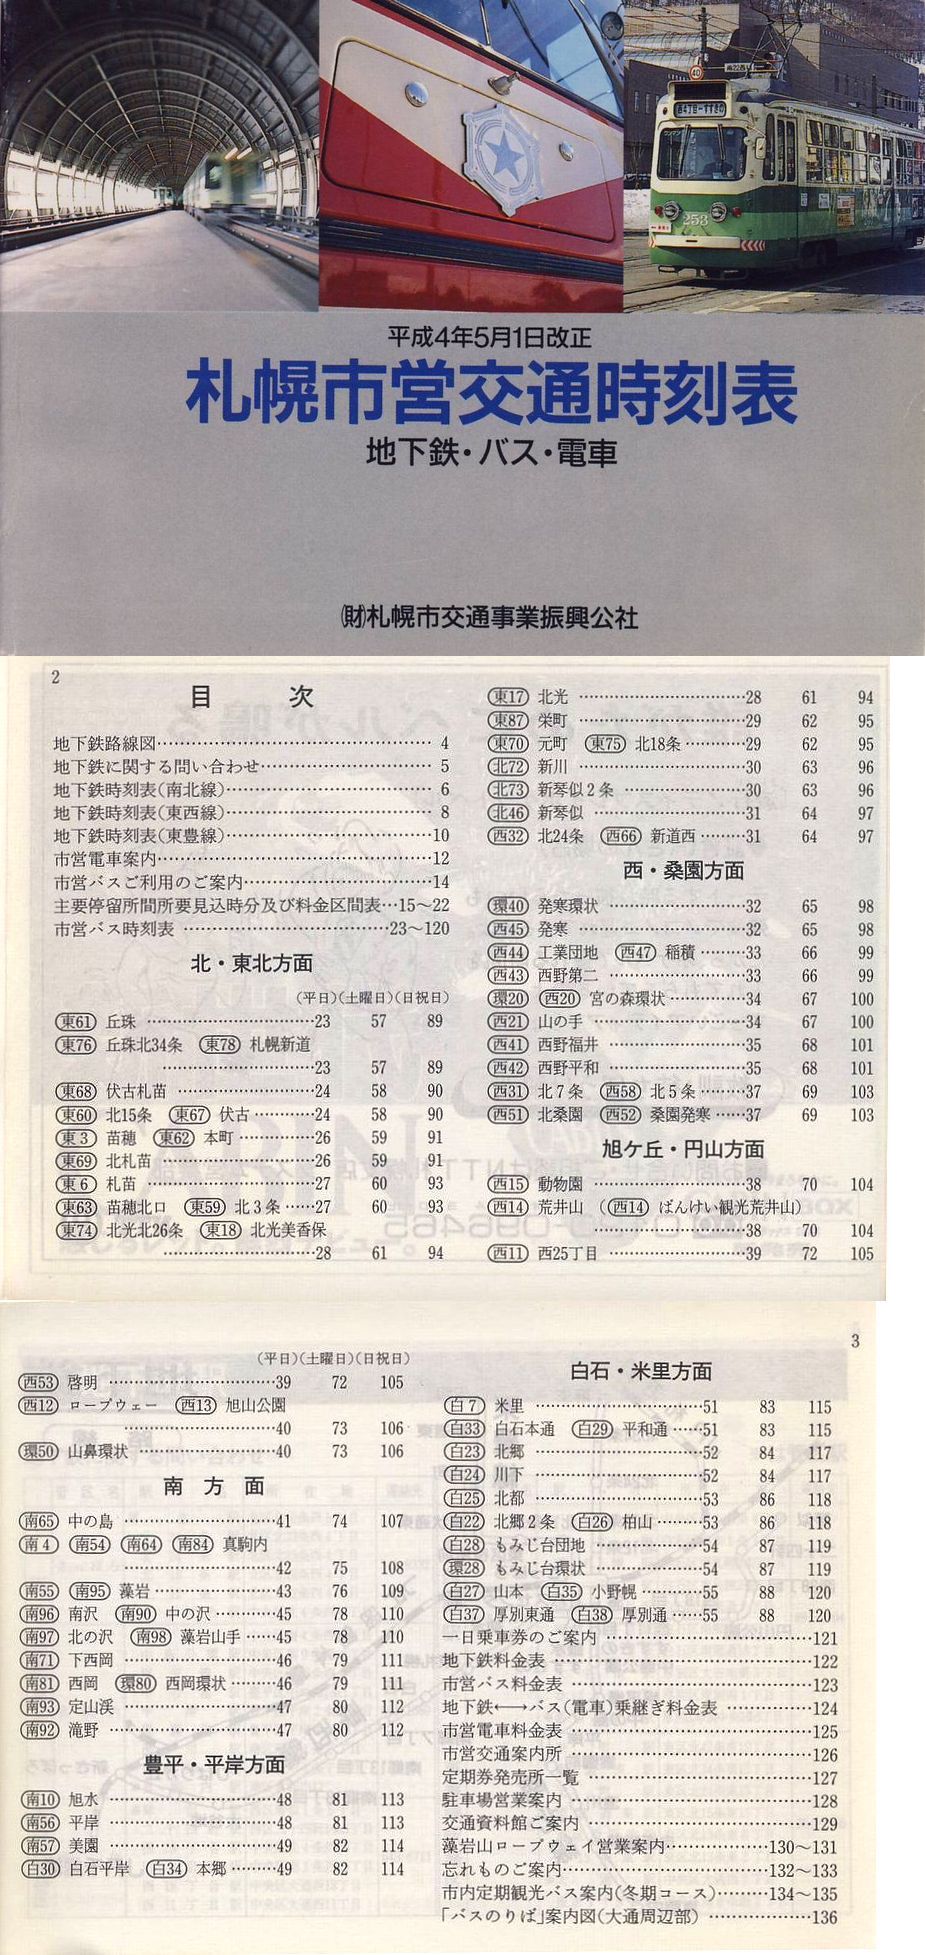 南22西15
40
西4丁目-すすきの
ワンマン
253
平成4年5月1日改正
札幌市営交通時刻表
地下鉄・バス・電車
㈶札幌市交通事業振興公社
2
目 次
地下鉄路線図……4
地下鉄に関する問い合わせ……5
地下鉄時刻表(南北線)……6
地下鉄時刻表(東西線)……8
地下鉄時刻表(東豊線)……10
市営電車案内……12
市営バスご利用のご案内……14
主要停留所間所要見込時分及び料金区間表…15〜22
市営バス時刻表……23〜120
北・東北方面
(平日)(土曜日)(日祝日)
東61 丘珠……23 57 89
東76 丘珠北34条 東78 札幌新道
……23 57 89
東68 伏古札苗……24 58 90
東60 北15条 東67 伏古……24 58 90
東3 苗穂 東62 本町……26 59 91
東69 北札苗……26 59 91
東6 札苗……27 60 93
東63 苗穂北口 東59 北3条……27 60 93
東74 北光北26条 東18 北光美香保
……28 61 94
東17 北光……28 61 94
東87 栄町……29 62 95
東70 元町 東75 北18条……29 62 95
北72 新川……30 63 96
北73 新琴似2条……30 63 96
北46 新琴似……31 64 97
西32 北24条 西66 新道西……31 64 97
西・桑園方面
環40 発寒環状……32 65 98
西45 発寒……32 65 98
西44 工業団地 西47 稲積……33 66 99
西43 西野第二……33 66 99
環20 西20 宮の森環状……34 67 100
西21 山の手……34 67 100
西41 西野福井……35 68 101
西42 西野平和……35 68 101
西31 北7条 西58 北5条……37 69 103
西51 北桑園 西52 桑園発寒……37 69 103
旭ケ丘・円山方面
西15 動物園……38 70 104
西14 荒井山 (西14 ばんけい観光荒井山)
……38 70 104
西11 西25丁目……39 72 105
3
(平日)(土曜日)(日祝日)
西53 啓明……39 72 105
西12 ロープウェー 西13 旭山公園
……40 73 106
環50 山鼻環状……40 73 106
南方面
南65 中の島……41 74 107
南4 南54 南64 南84 真駒内
……42 75 108
南55 南95 藻岩……43 76 109
南96 南沢 南90 中の沢……45 78 110
南97 北の沢 南98 藻岩山手……45 78 110
南71 下西岡……46 79 111
南81 西岡 環80 西岡環状……46 79 111
南93 定山渓……47 80 112
南92 滝野……47 80 112
豊平・平岸方面
南10 旭水……48 81 113
南56 平岸……48 81 113
南57 美園……49 82 114
白30 白石平岸 白34 本郷……49 82 114
白石・米里方面
白7 米里……51 83 115
白33 白石本通 白29 平和通……51 83 115
白23 北郷……52 84 117
白24 川下……52 84 117
白25 北都……53 86 118
白22 北郷2条 白26 柏山……53 86 118
白28 もみじ台団地……54 87 119
環28 もみじ台環状……54 87 119
白27 山本 白35 小野幌……55 88 120
白37 厚別東通 白38 厚別通……55 88 120
一日乗車券のご案内……121
地下鉄料金表……122
市営バス料金表……123
地下鉄⟷バス(電車)乗継ぎ料金表……124
市営電車料金表……125
市営交通案内所……126
定期券発売所一覧……127
駐車場営業案内……128
交通資料館ご案内……129
藻岩山ロープウェイ営業案内……130〜131
忘れものご案内……132〜133
市内定期観光バス案内(冬期コース)……134〜135
「バスのりば」案内図(大通周辺部)……136